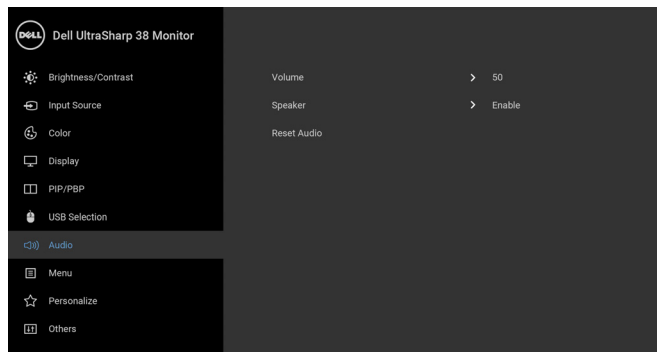 DELL Dell UltraSharp 38 Monitor
Brightness/Contrast
Volume 50
Input Source
Speaker Enable
Color
Reset Audio
Display
PIP/PBP
USB Selection
Audio
Menu
Personalize
Others